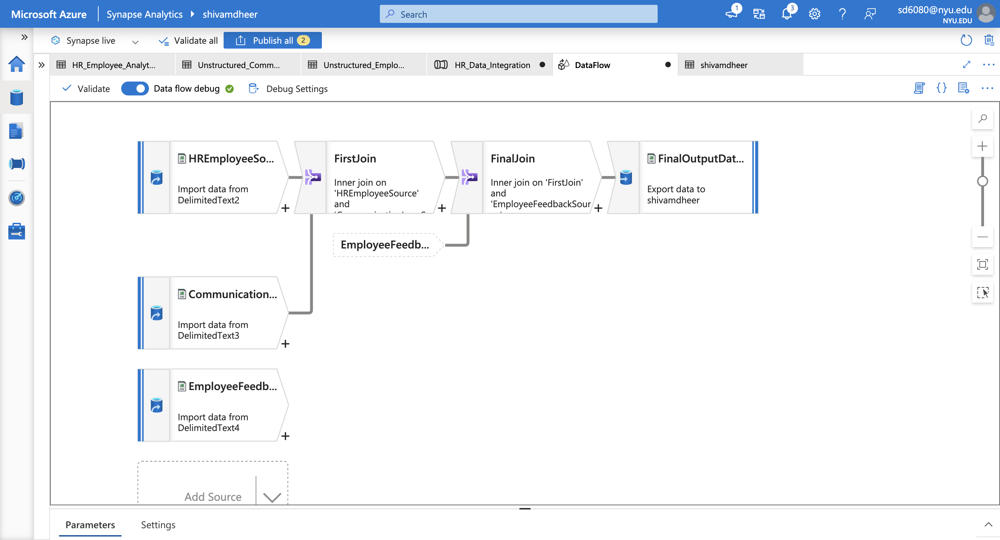 Microsoft Azure
Synapse Analytics
shivamdheer
Search
1
3
sd6080@nyu.edu
NYU.EDU
Synapse live
Validate all
Publish all
2
HR_Employee_Analyt...
Unstructured_Comm...
Unstructured_Emplo...
HR_Data_Integration
DataFlow
shivamdheer
Validate
Data flow debug
Debug Settings
HREmployeeSo...
Import data from
DelimitedText2
FirstJoin
Inner join on
'HREmployeeSource'
and
FinalJoin
Inner join on 'FirstJoin'
and
'EmployeeFeedbackSour
FinalOutputDat...
Export data to
shivamdheer
EmployeeFeedb...
Communication...
Import data from
DelimitedText3
EmployeeFeedb...
Import data from
DelimitedText4
Add Source
Parameters
Settings